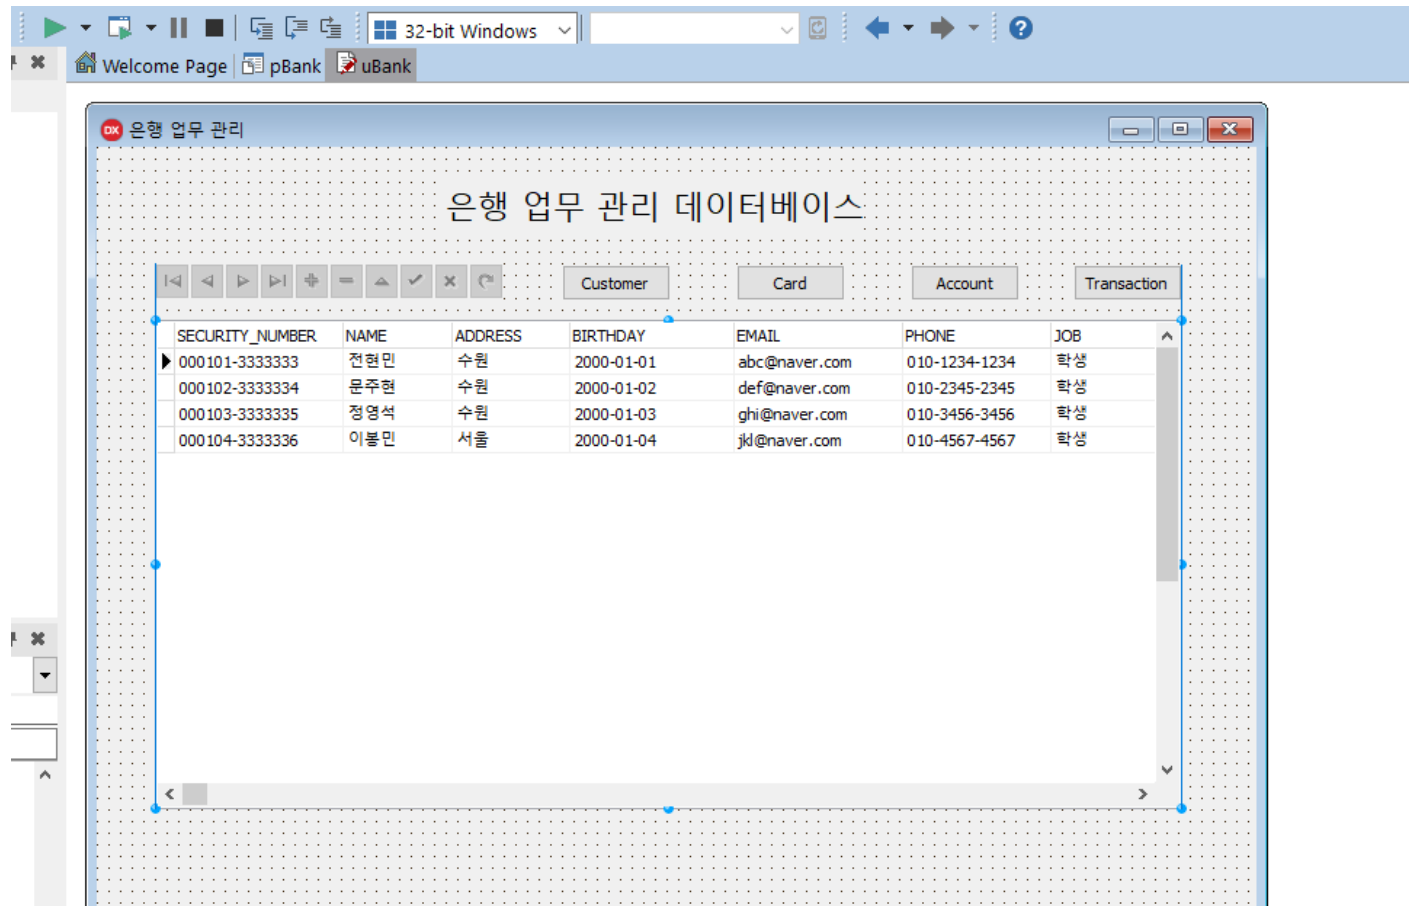 32-bit Windows
Welcome Page pBank uBank
DX 은행 업무 관리
은행 업무 관리 데이터베이스
Customer Card Account Transaction
SECURITY_NUMBER NAME ADDRESS BIRTHDAY EMAIL PHONE JOB
000101-3333333 전현민 수원 2000-01-01 abc@naver.com 010-1234-1234 학생
000102-3333334 문주현 수원 2000-01-02 def@naver.com 010-2345-2345 학생
000103-3333335 정영석 수원 2000-01-03 ghi@naver.com 010-3456-3456 학생
000104-3333336 이봉민 서울 2000-01-04 jkl@naver.com 010-4567-4567 학생